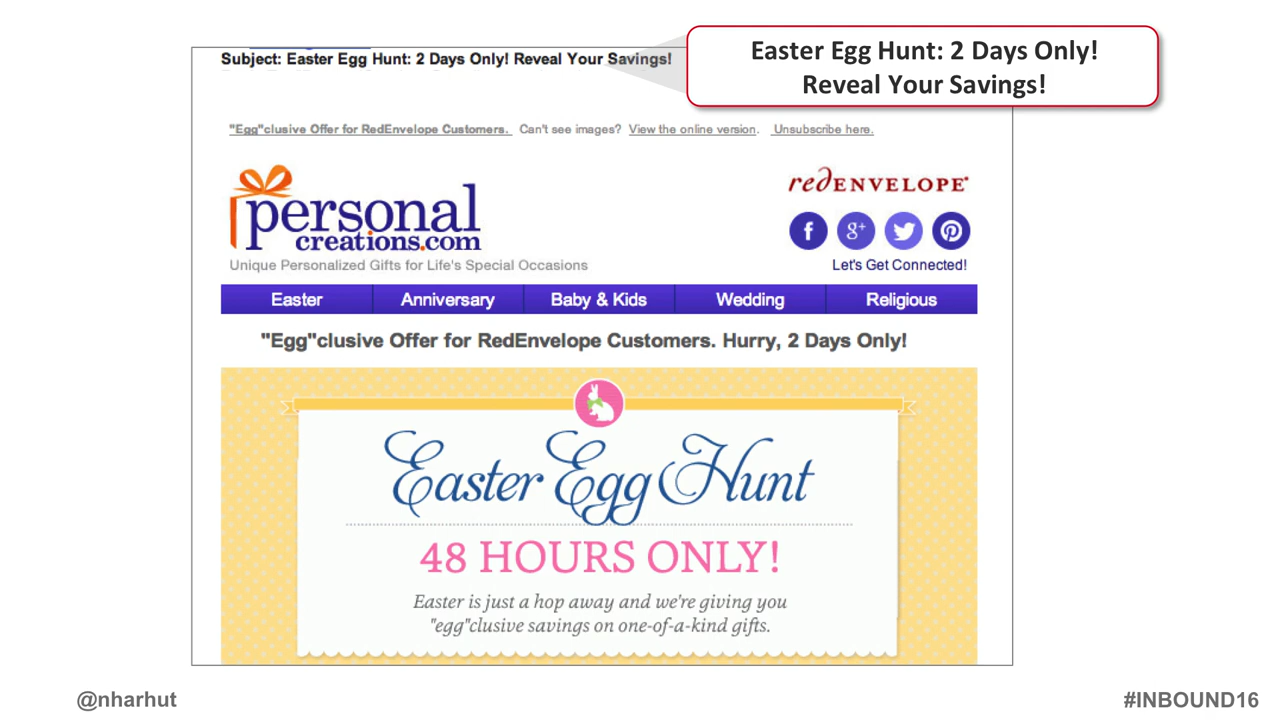 Easter Egg Hunt: 2 Days Only!
Reveal Your Savings!
Subject: Easter Egg Hunt: 2 Days Only! Reveal Your Savings!
"Egg"clusive Offer for RedEnvelope Customers. Can't see images? View the online version. Unsubscribe here.
personal
creations.com
Unique Personalized Gifts for Life's Special Occasions
redENVELOPE
f g+
Let's Get Connected!
Easter Anniversary Baby & Kids Wedding Religious
"Egg"clusive Offer for RedEnvelope Customers. Hurry, 2 Days Only!
Easter Egg Hunt
48 HOURS ONLY!
Easter is just a hop away and we're giving you
"egg"clusive savings on one-of-a-kind gifts.
@nharhut
#INBOUND16